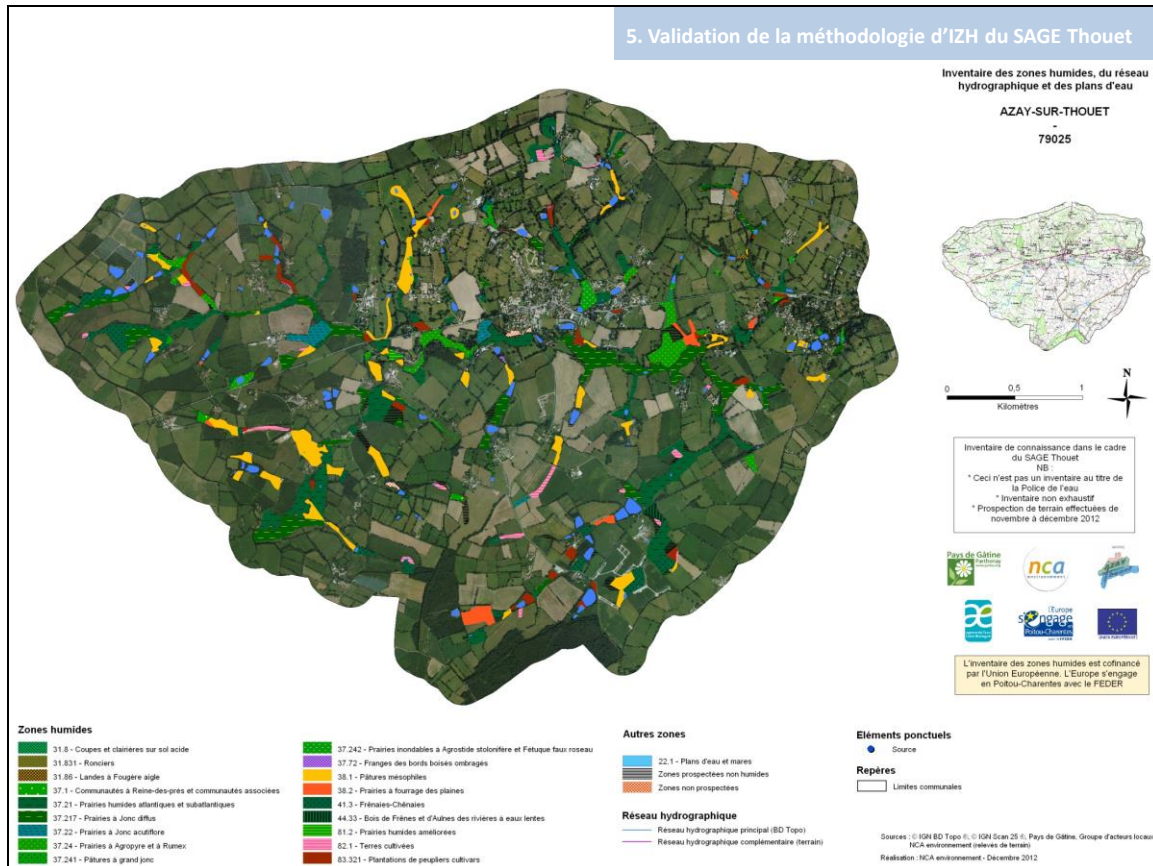 5. Validation de la méthodologie d'IZH du SAGE Thouet
Inventaire des zones humides, du réseau
hydrographique et des plans d'eau
AZAY-SUR-THOUET
-
79025
N
0 0,5 1
Kilomètres
Inventaire de connaissance dans le cadre
du SAGE Thouet
NB :
* Ceci n'est pas un inventaire au titre de
la Police de l'eau
* Inventaire non exhaustif
* Prospection de terrain effectuées de
novembre à décembre 2012
Pays de Gâtine
Parthenay
nca
environnement
l'Europe
s'engage
Poitou-Charentes
L'inventaire des zones humides est cofinancé
par l'Union Européenne. L'Europe s'engage
en Poitou-Charentes avec le FEDER
Zones humides
31.8 - Coupes et clairières sur sol acide
31.831 - Ronciers
31.86 - Landes à Fougère aigle
37.1 - Communautés à Reine-des-prés et communautés associées
37.21 - Prairies humides atlantiques et subatlantiques
37.217 - Prairies à Jonc diffus
37.22 - Prairies à Jonc acutiflore
37.24 - Prairies à Agropyre et à Rumex
37.241 - Pâtures à grand jonc
37.242 - Prairies inondables à Agrostide stolonifère et Fétuque faux roseau
37.72 - Franges des bords boisés ombragés
38.1 - Pâtures mésophiles
38.2 - Prairies à fourrage des plaines
41.3 - Frênaies-Chênaies
44.33 - Bois de Frênes et d'Aulnes des rivières à eaux lentes
81.2 - Prairies humides améliorées
82.1 - Terres cultivées
83.321 - Plantations de peupliers cultivars
Autres zones
22.1 - Plans d'eau et mares
Zones prospectées non humides
Zones non prospectées
Réseau hydrographique
Réseau hydrographique principal (BD Topo)
Réseau hydrographique complémentaire (terrain)
Eléments ponctuels
Source
Repères
Limites communales
Sources : © IGN BD Topo ®, © IGN Scan 25 ®, Pays de Gâtine, Groupe d'acteurs locaux
NCA environnement (relevés de terrain)
Réalisation : NCA environnement - Décembre 2012